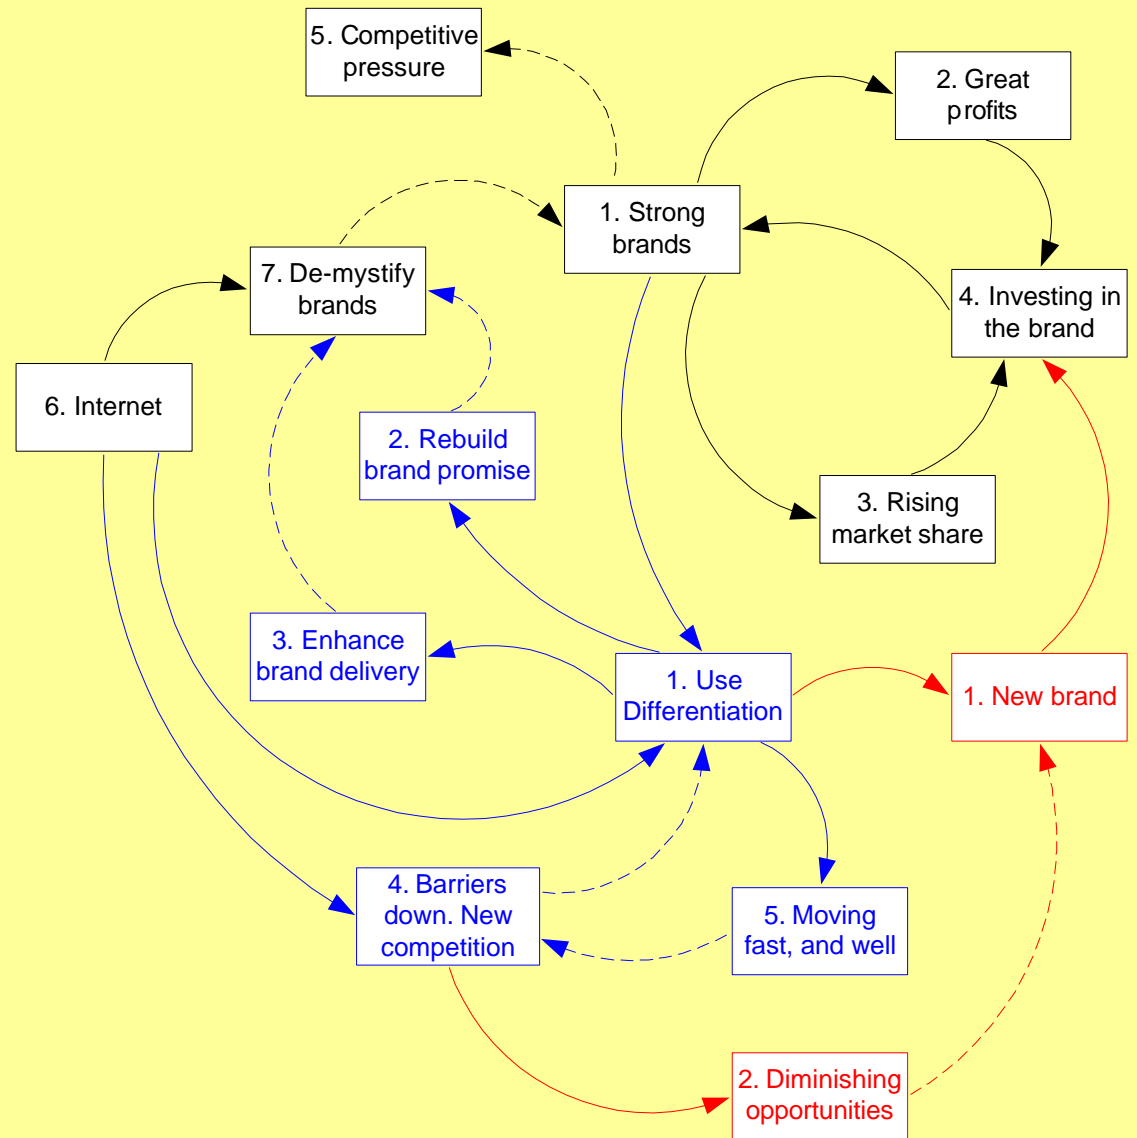 5. Competitive
pressure
2. Great
profits
1. Strong
brands
7. De-mystify
brands
4. Investing in
the brand
6. Internet
2. Rebuild
brand promise
3. Rising
market share
3. Enhance
brand delivery
1. Use
Differentiation
1. New brand
4. Barriers
down. New
competition
5. Moving
fast, and well
2. Diminishing
opportunities